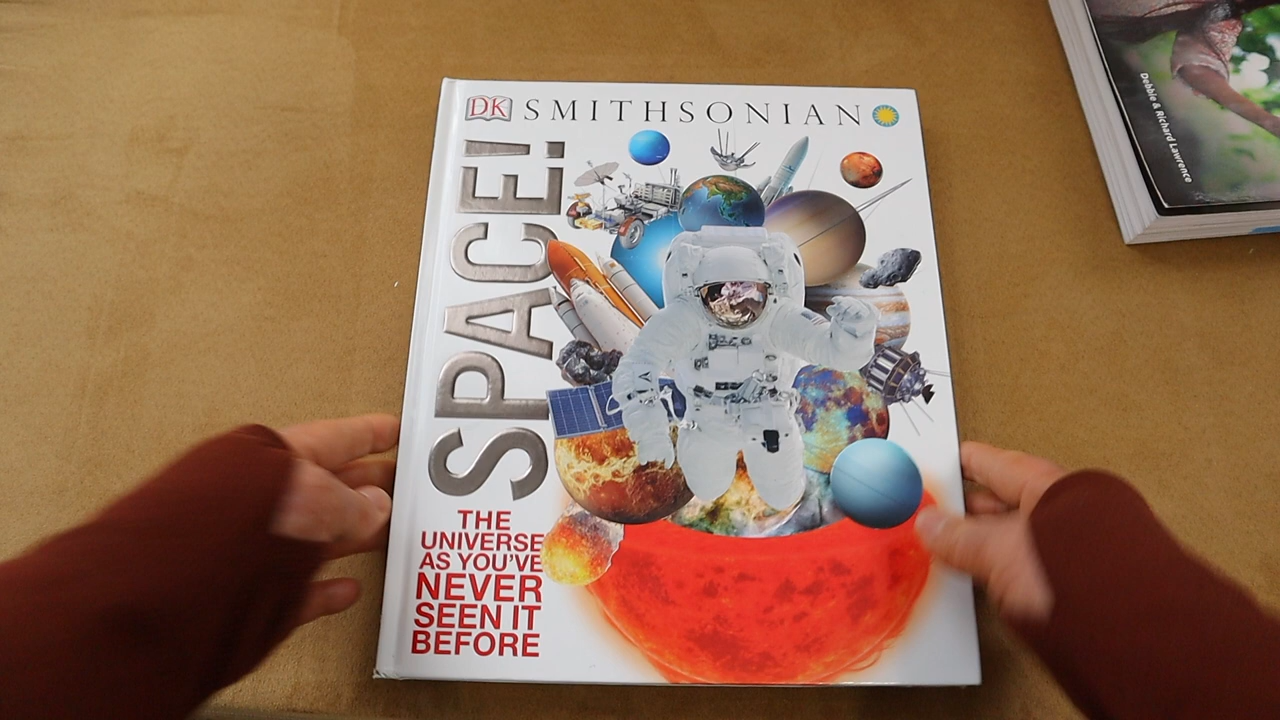 DK SMITHSONIAN
SPACE!
THE
UNIVERSE
AS YOU'VE
NEVER
SEEN IT
BEFORE
Debbie & Richard Lawrence